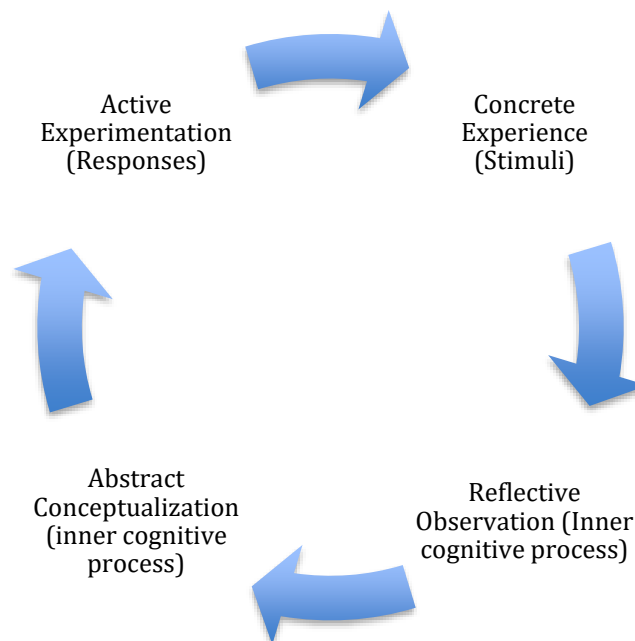 Active
Experimentation
(Responses)
Concrete
Experience
(Stimuli)
Reflective
Observation (Inner
cognitive process)
Abstract
Conceptualization
(inner cognitive
process)